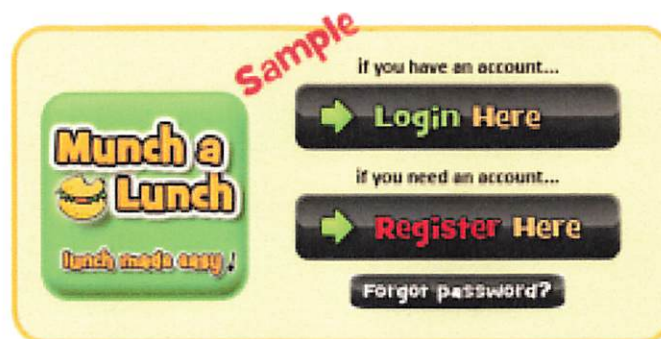 Sample
if you have an account...
Login Here
Munch a
Lunch
lunch made easy!
if you need an account...
Register Here
Forgot password?